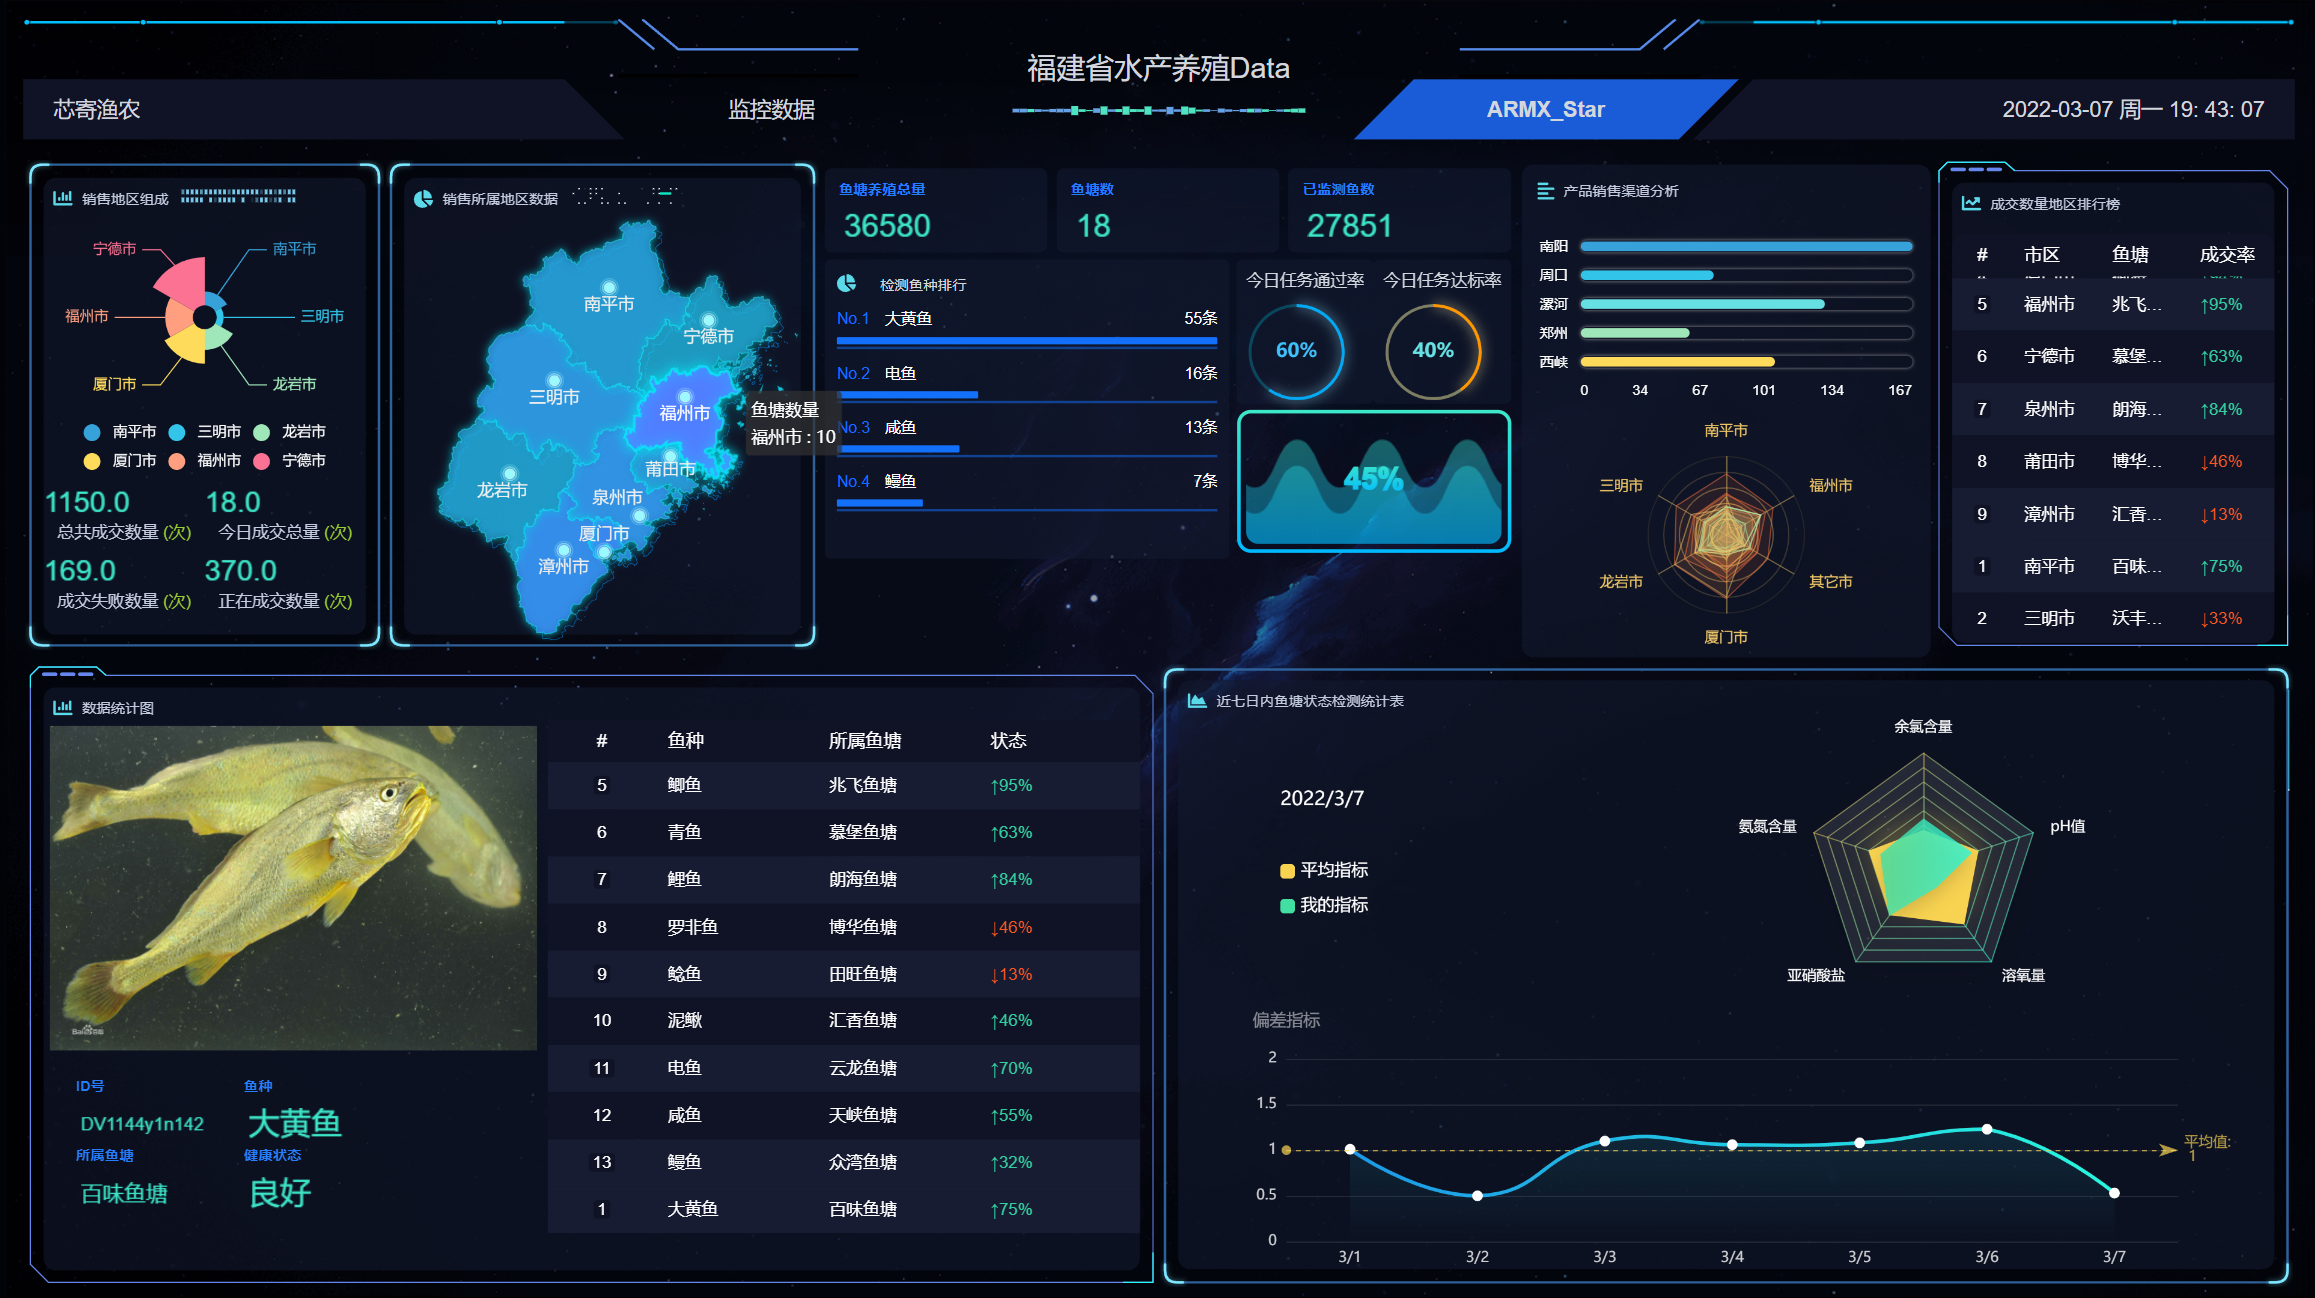 福建省水产养殖Data
芯寄渔农
监控数据
ARMX_Star
2022-03-07 周一 19: 43: 07
销售地区组成
宁德市
南平市
福州市
三明市
厦门市
龙岩市
南平市 三明市 龙岩市
厦门市 福州市 宁德市
1150.0 18.0
总共成交数量 (次) 今日成交总量 (次)
169.0 370.0
成交失败数量 (次) 正在成交数量 (次)
销售所属地区数据
南平市
宁德市
三明市
福州市
鱼塘数量
福州市 : 10
莆田市
龙岩市
泉州市
厦门市
漳州市
鱼塘养殖总量
36580
鱼塘数
18
已监测鱼数
27851
检测鱼种排行
No.1 大黄鱼 55条
No.2 电鱼 16条
No.3 咸鱼 13条
No.4 鳗鱼 7条
今日任务通过率 今日任务达标率
60% 40%
45%
产品销售渠道分析
南阳
周口
漯河
郑州
西峡
0 34 67 101 134 167
南平市
三明市 福州市
龙岩市 其它市
厦门市
成交数量地区排行榜
# 市区 鱼塘 成交率
5 福州市 兆飞... ↑95%
6 宁德市 慕堡... ↑63%
7 泉州市 朗海... ↑84%
8 莆田市 博华... ↓46%
9 漳州市 汇香... ↓13%
1 南平市 百味... ↑75%
2 三明市 沃丰... ↓33%
数据统计图
ID号 鱼种
DV1144y1n142 大黄鱼
所属鱼塘 健康状态
百味鱼塘 良好
# 鱼种 所属鱼塘 状态
5 鲫鱼 兆飞鱼塘 ↑95%
6 青鱼 慕堡鱼塘 ↑63%
7 鲤鱼 朗海鱼塘 ↑84%
8 罗非鱼 博华鱼塘 ↓46%
9 鲶鱼 田旺鱼塘 ↓13%
10 泥鳅 汇香鱼塘 ↑46%
11 电鱼 云龙鱼塘 ↑70%
12 咸鱼 天峡鱼塘 ↑55%
13 鳗鱼 众湾鱼塘 ↑32%
1 大黄鱼 百味鱼塘 ↑75%
近七日内鱼塘状态检测统计表
2022/3/7
平均指标
我的指标
余氯含量
氨氮含量 pH值
亚硝酸盐 溶氧量
偏差指标
2
1.5
1
0.5
0
平均值:
1
3/1 3/2 3/3 3/4 3/5 3/6 3/7